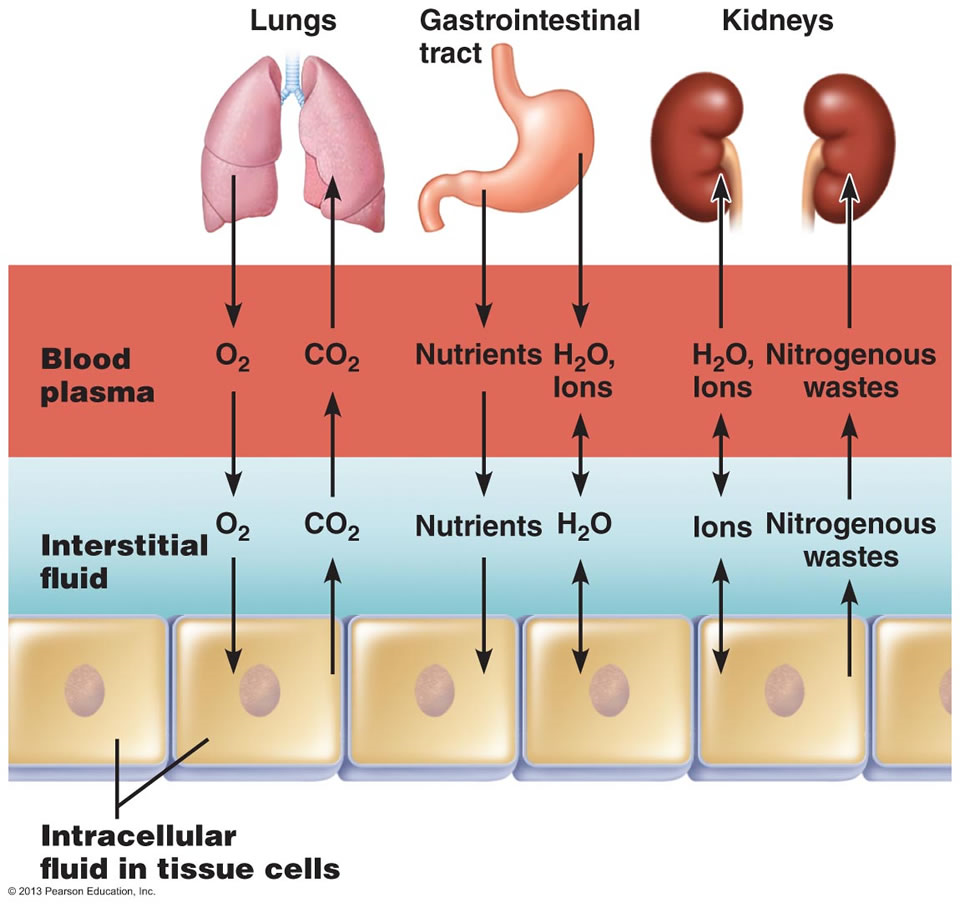 Lungs
Gastrointestinal
tract
Kidneys
Blood
plasma
O2
CO2
Nutrients
H2O,
Ions
H2O,
Ions
Nitrogenous
wastes
Interstitial
fluid
O2
CO2
Nutrients
H2O
Ions
Nitrogenous
wastes
Intracellular
fluid in tissue cells
© 2013 Pearson Education, Inc.